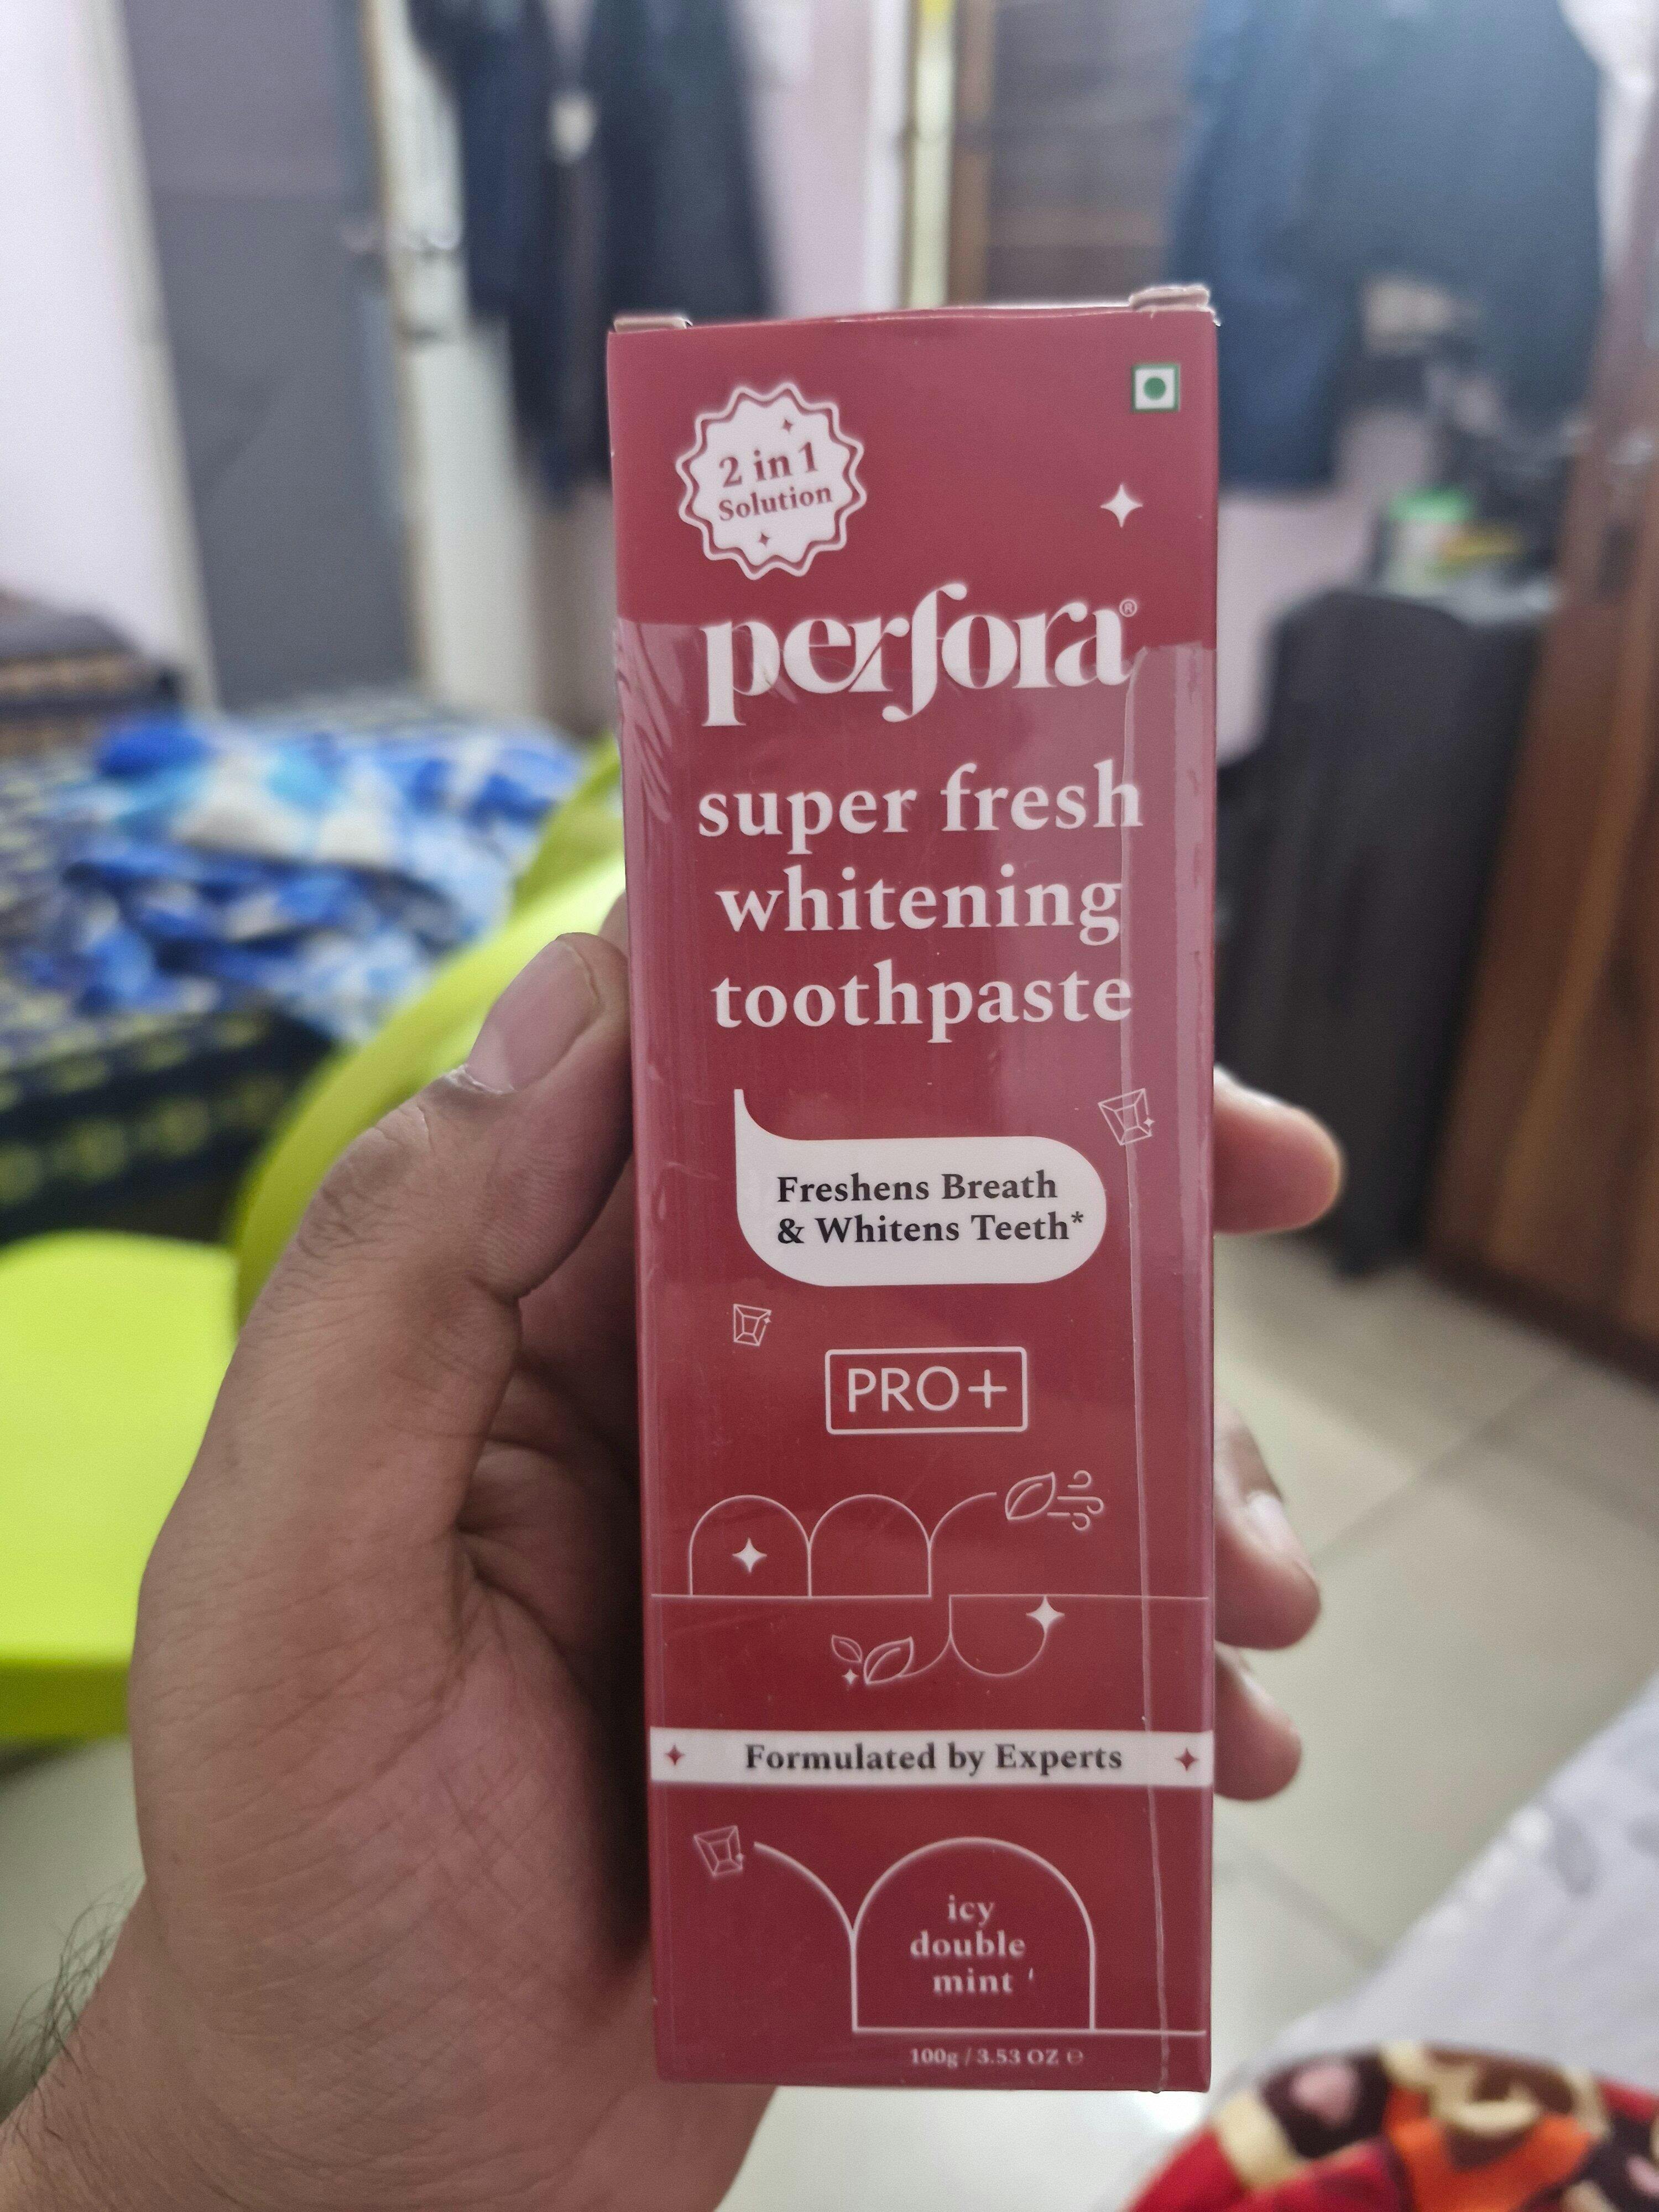 2 in 1
Solution
perfora®
super fresh
whitening
toothpaste
Freshens Breath
& Whitens Teeth*
PRO+
Formulated by Experts
icy
double
mint
100g / 3.53 OZ ℮